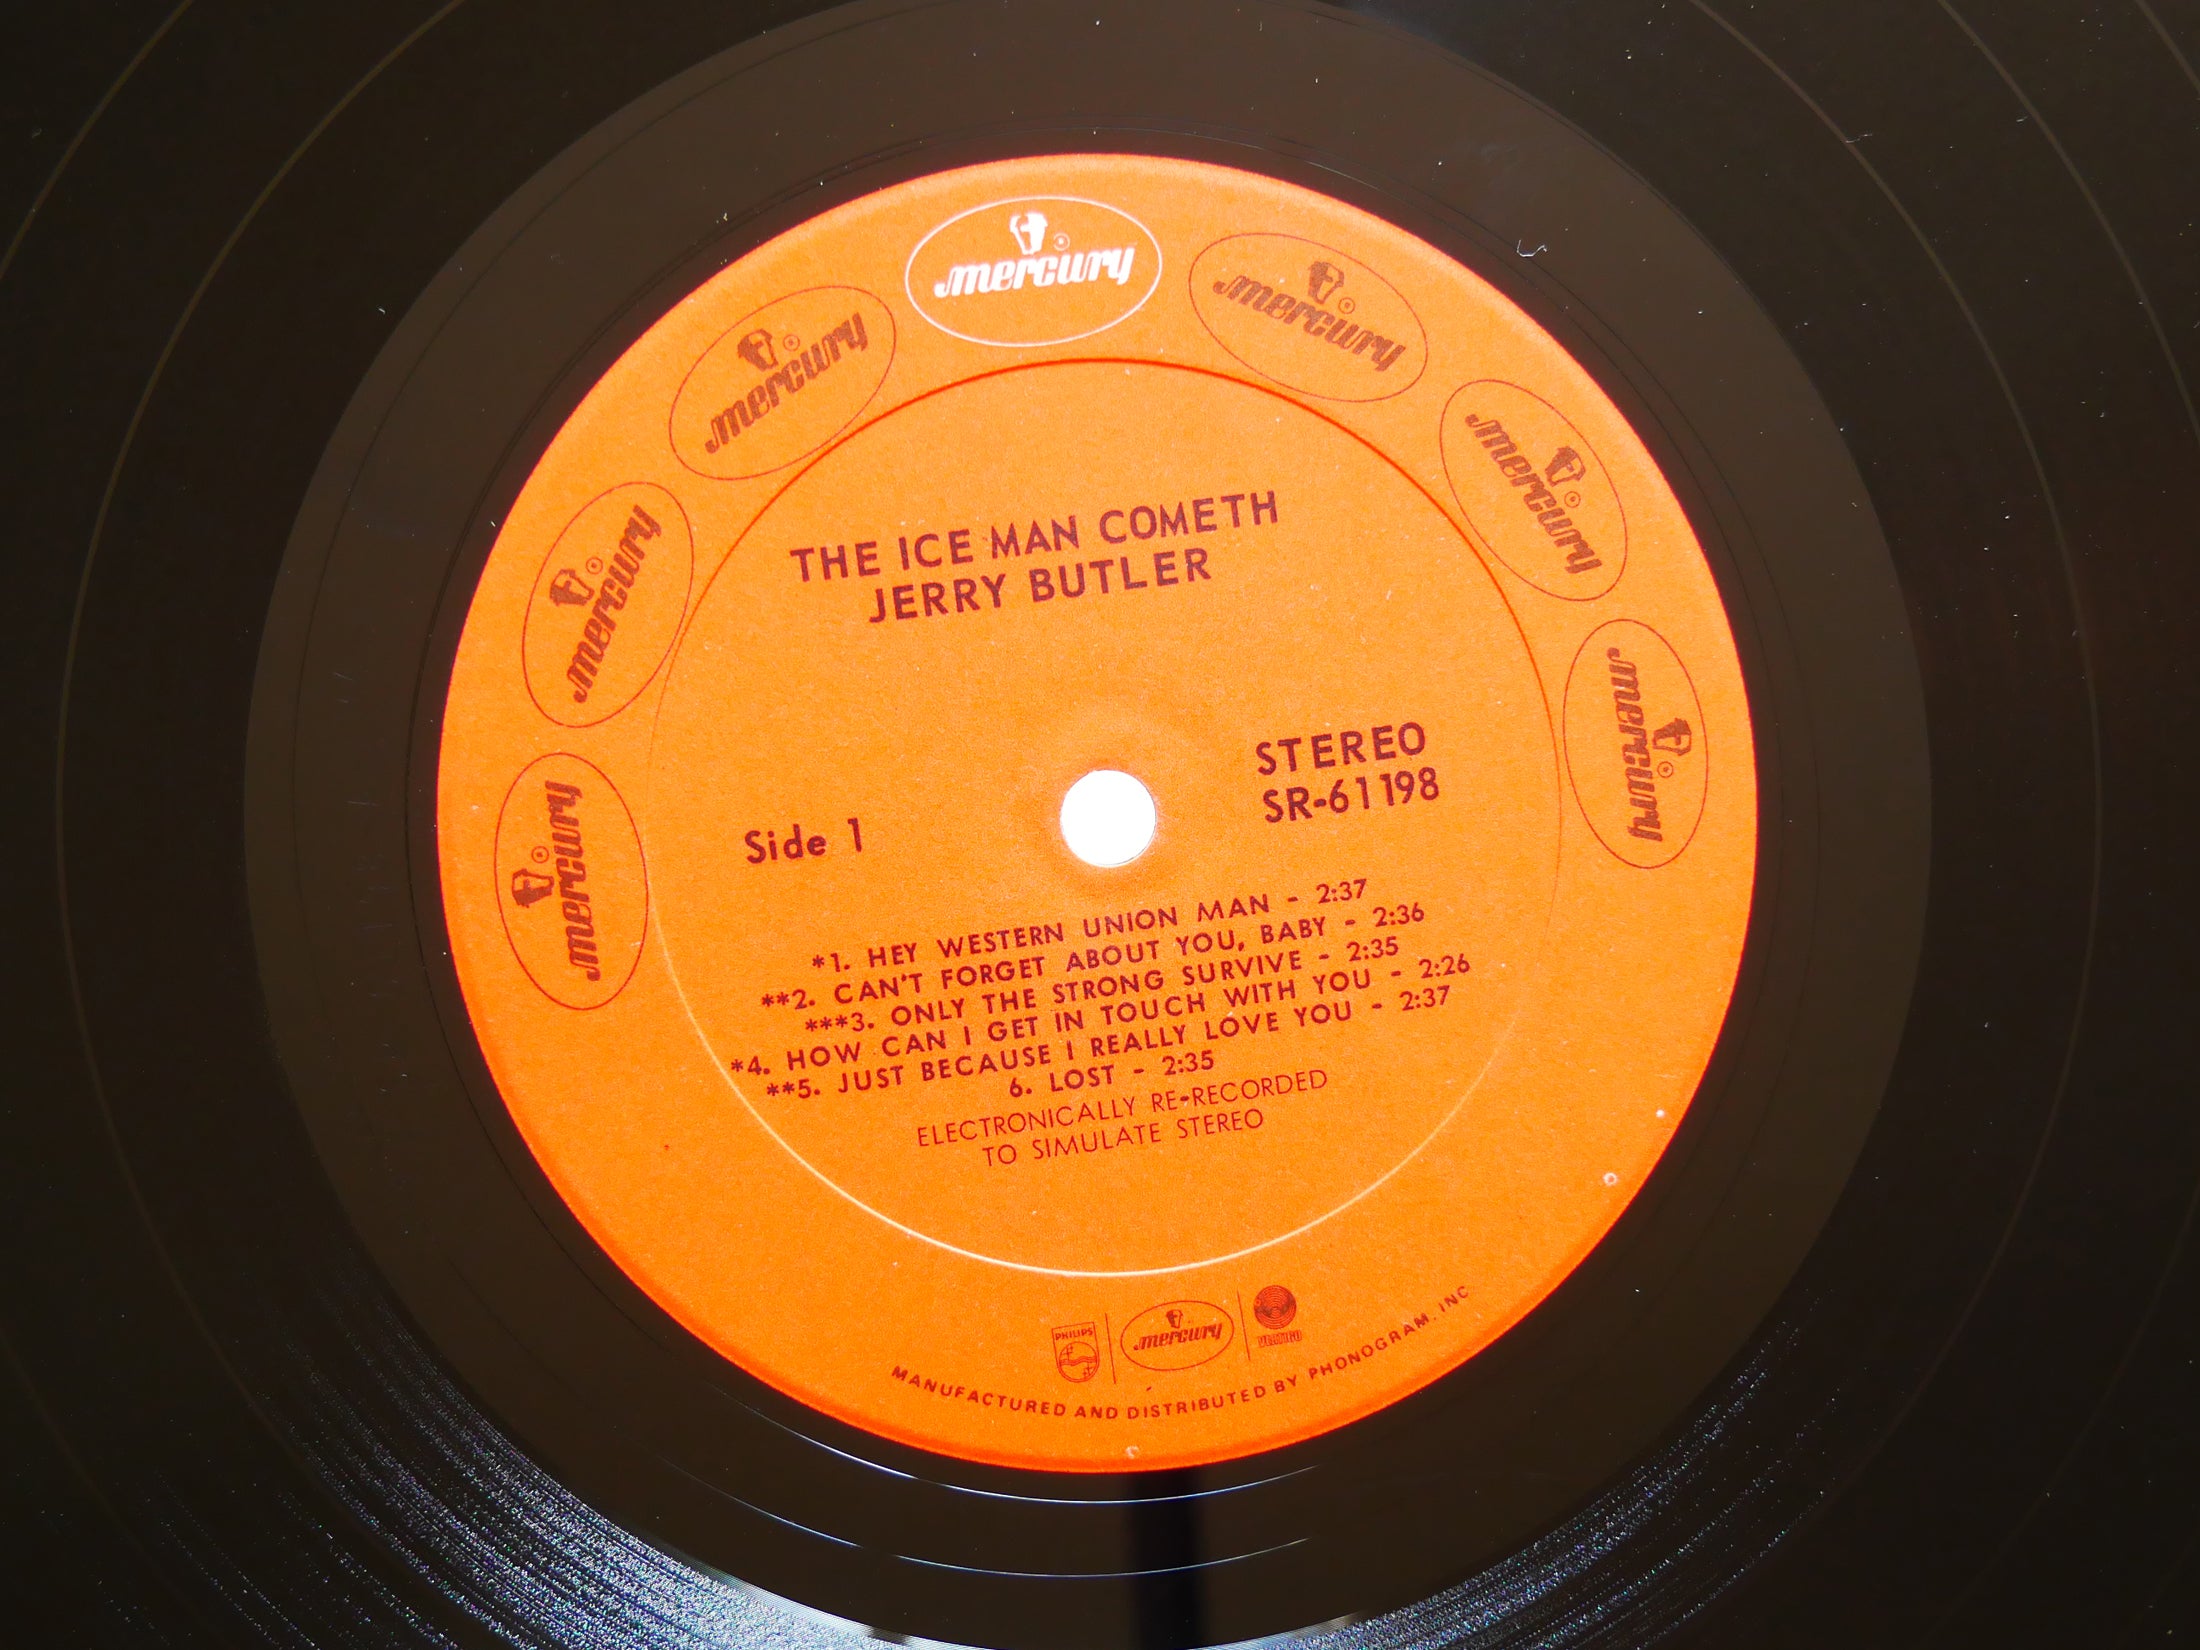 mercury
mercury
mercury
mercury
mercury
mercury
mercury
THE ICE MAN COMETH
JERRY BUTLER
STEREO
SR-61198
Side 1
*1. HEY WESTERN UNION MAN - 2:37
**2. CAN'T FORGET ABOUT YOU, BABY - 2:36
***3. ONLY THE STRONG SURVIVE - 2:35
*4. HOW CAN I GET IN TOUCH WITH YOU - 2:26
**5. JUST BECAUSE I REALLY LOVE YOU - 2:37
6. LOST - 2:35
ELECTRONICALLY RE-RECORDED
TO SIMULATE STEREO
PHILIPS
mercury
VERTIGO
MANUFACTURED AND DISTRIBUTED BY PHONOGRAM, INC